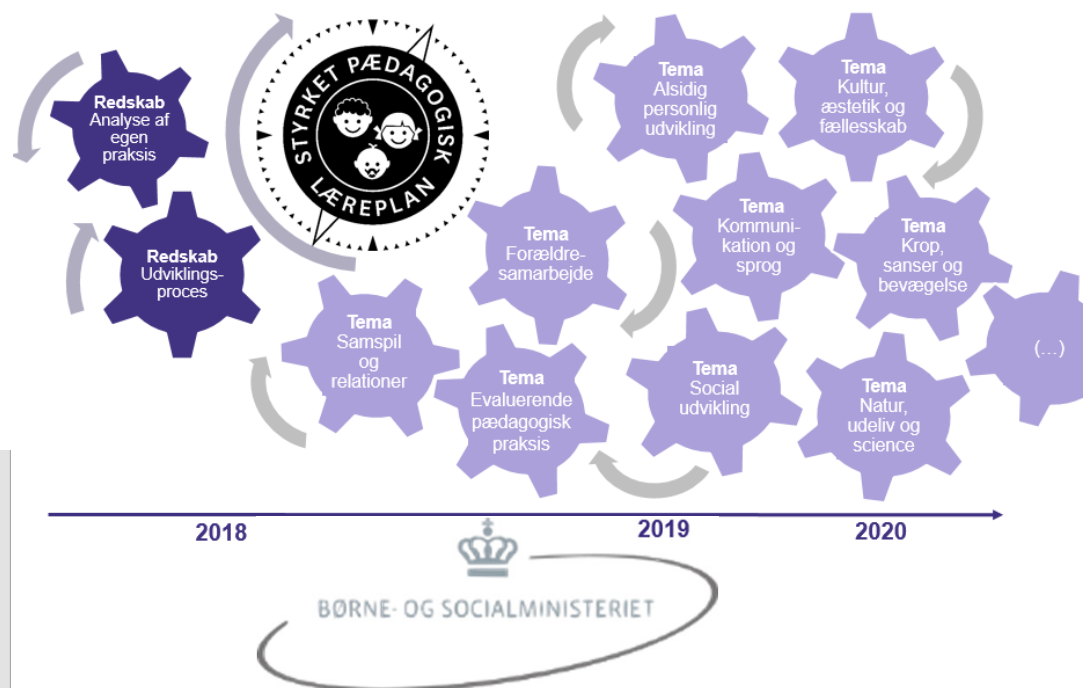 Redskab
Analyse af
egen
praksis
Redskab
Udviklings-
proces
STYRKET PÆDAGOGISK
LÆREPLAN
Tema
Samspil
og
relationer
Tema
Forældre-
samarbejde
Tema
Evaluerende
pædagogisk
praksis
Tema
Alsidig
personlig
udvikling
Tema
Kultur,
æstetik og
fællesskab
Tema
Kommuni-
kation og
sprog
Tema
Krop,
sanser og
bevægelse
Tema
Social
udvikling
Tema
Natur,
udeliv og
science
(...)
2018
2019
2020
BØRNE- OG SOCIALMINISTERIET